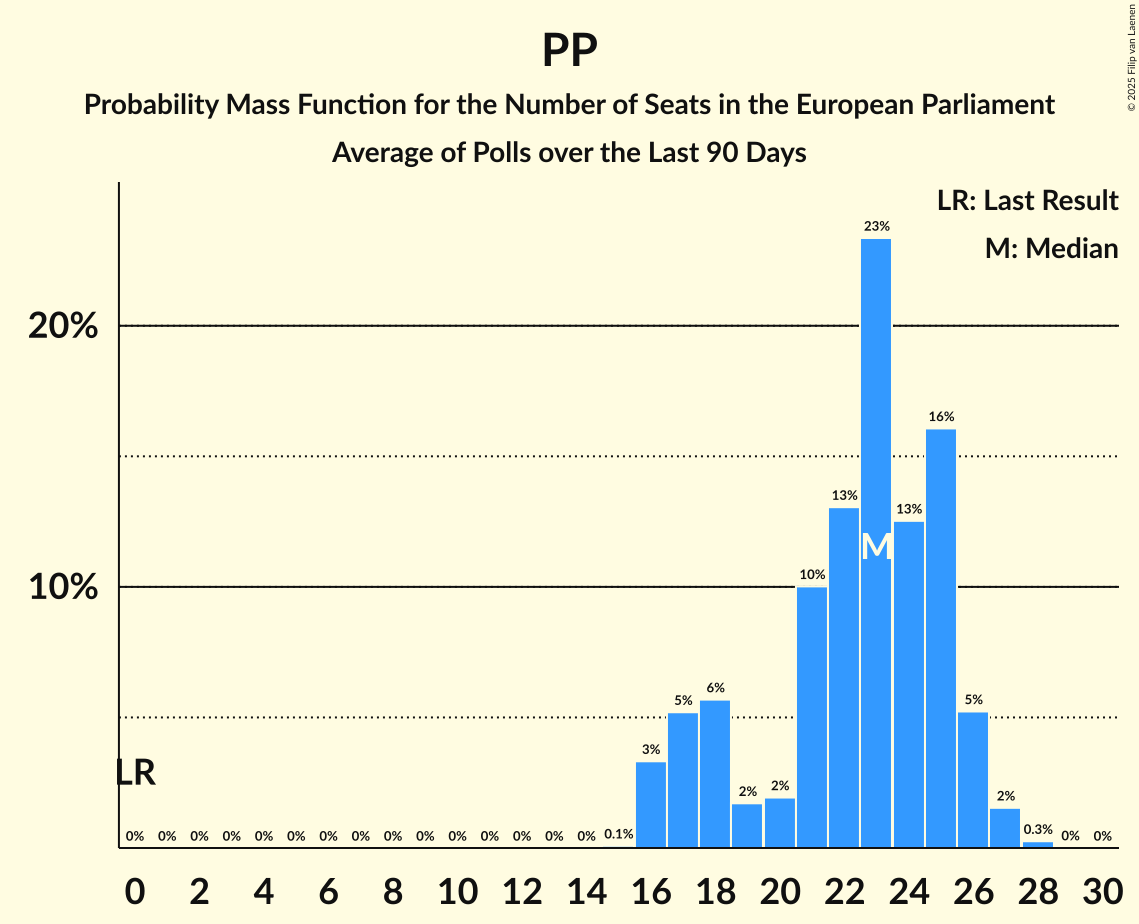 PP
Probability Mass Function for the Number of Seats in the European Parliament
Average of Polls over the Last 90 Days
© 2025 Filip van Laenen
LR: Last Result
M: Median
20%
10%
LR
0% 0% 0% 0% 0% 0% 0% 0% 0% 0% 0% 0% 0% 0% 0% 0.1% 3% 5% 6% 2% 2% 10% 13% 23% 13% 16% 5% 2% 0.3% 0% 0%
M
0 2 4 6 8 10 12 14 16 18 20 22 24 26 28 30